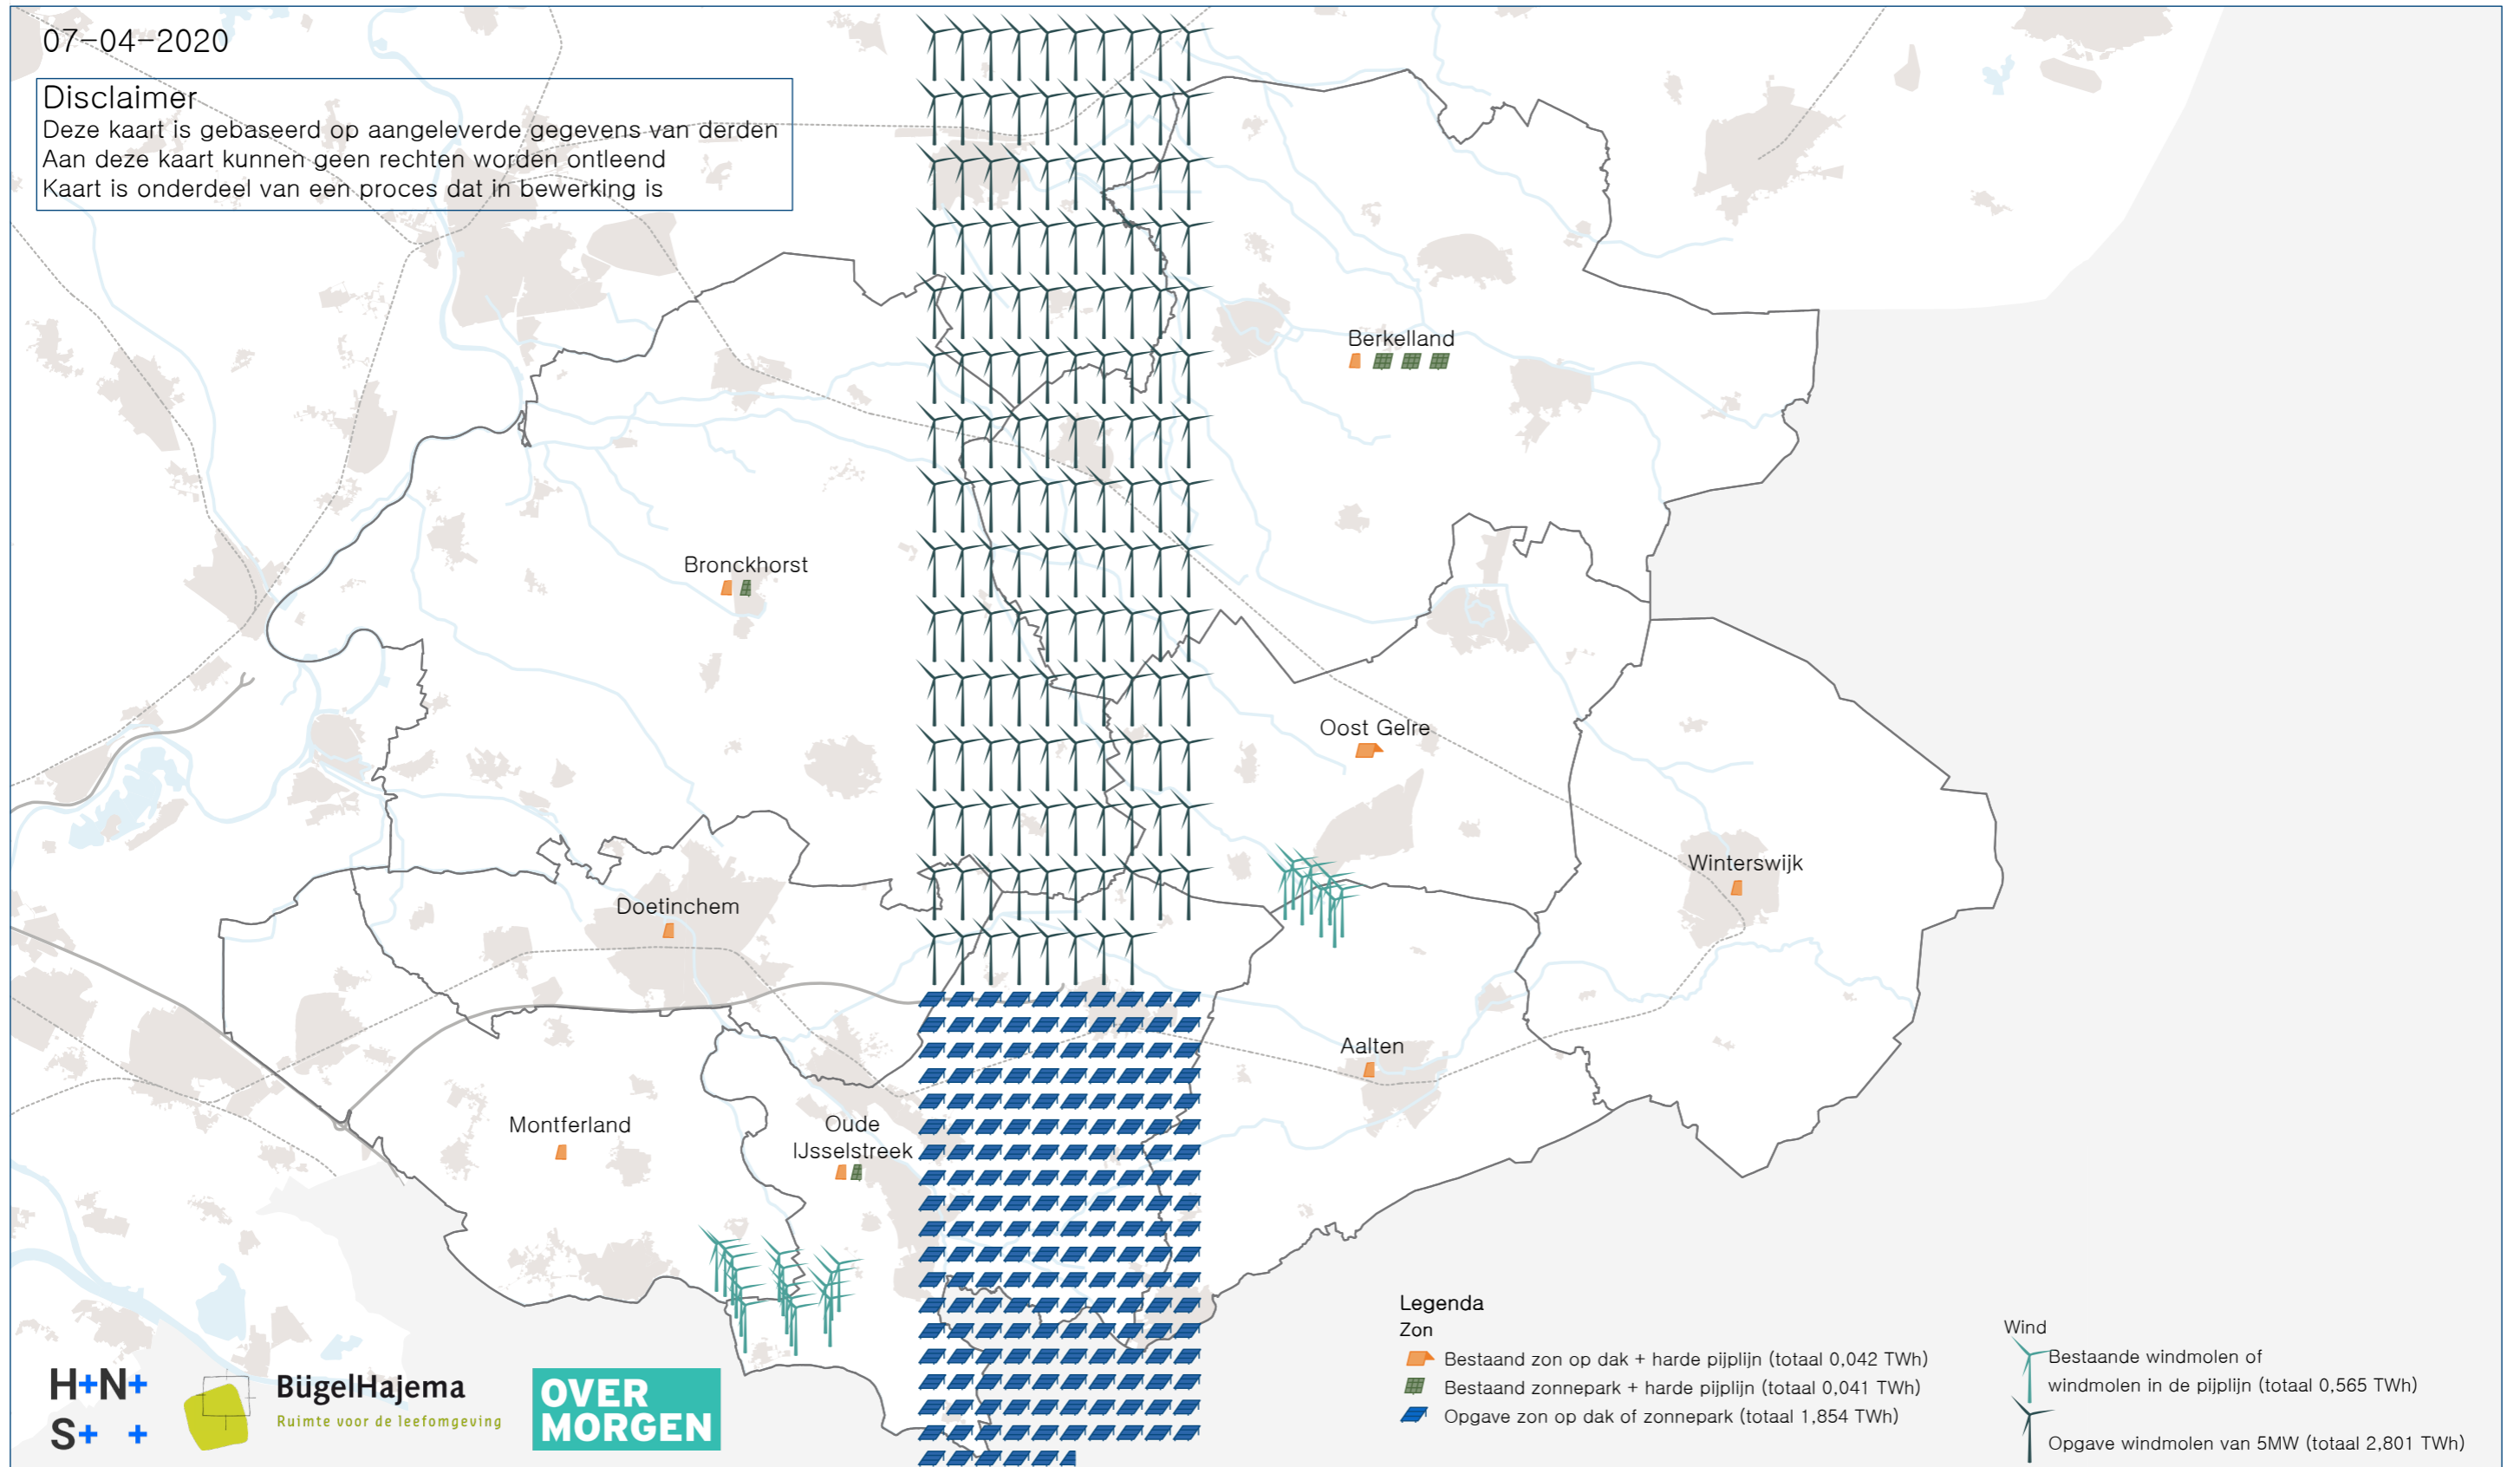 07-04-2020
Disclaimer
Deze kaart is gebaseerd op aangeleverde gegevens van derden
Aan deze kaart kunnen geen rechten worden ontleend
Kaart is onderdeel van een proces dat in bewerking is
Berkelland
Bronckhorst
Oost Gelre
Winterswijk
Doetinchem
Aalten
Montferland
Oude
IJsselstreek
Legenda
Zon
Bestaand zon op dak + harde pijplijn (totaal 0,042 TWh)
Bestaand zonnepark + harde pijplijn (totaal 0,041 TWh)
Opgave zon op dak of zonnepark (totaal 1,854 TWh)
Wind
Bestaande windmolen of
windmolen in de pijplijn (totaal 0,565 TWh)
Opgave windmolen van 5MW (totaal 2,801 TWh)
H+N+
S+ +
BügelHajema
Ruimte voor de leefomgeving
OVER
MORGEN